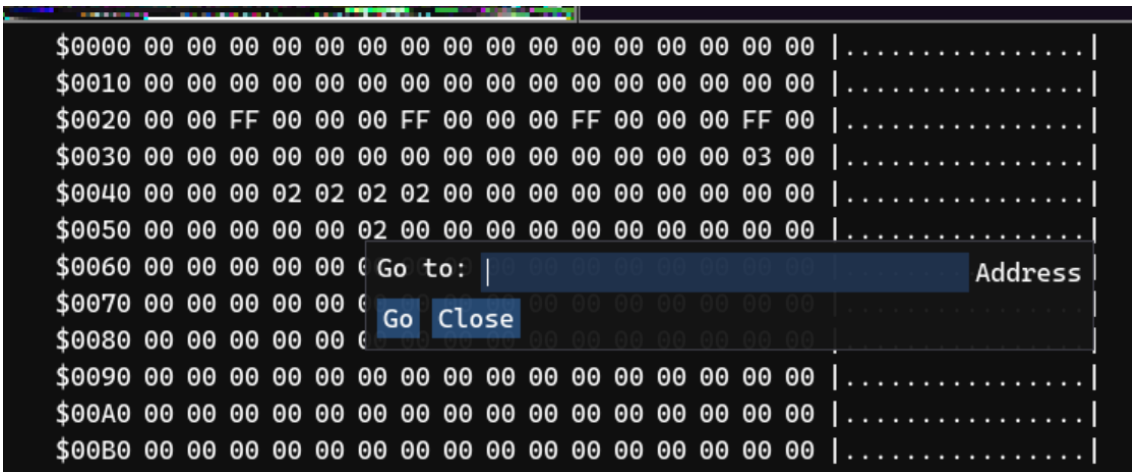 $0000 00 00 00 00 00 00 00 00 00 00 00 00 00 00 00 00 |................|
$0010 00 00 00 00 00 00 00 00 00 00 00 00 00 00 00 00 |................|
$0020 00 00 FF 00 00 00 FF 00 00 00 FF 00 00 00 FF 00 |................|
$0030 00 00 00 00 00 00 00 00 00 00 00 00 00 00 03 00 |................|
$0040 00 00 00 02 02 02 02 00 00 00 00 00 00 00 00 00 |................|
$0050 00 00 00 00 00 02 00 00 00 00 00 00 00 00 00 00 |................|
$0060 00 00 00 00 00
Go to: Address
$0070 00 00 00 00 00
Go Close
$0080 00 00 00 00 00
$0090 00 00 00 00 00 00 00 00 00 00 00 00 00 00 00 00 |................|
$00A0 00 00 00 00 00 00 00 00 00 00 00 00 00 00 00 00 |................|
$00B0 00 00 00 00 00 00 00 00 00 00 00 00 00 00 00 00 |................|